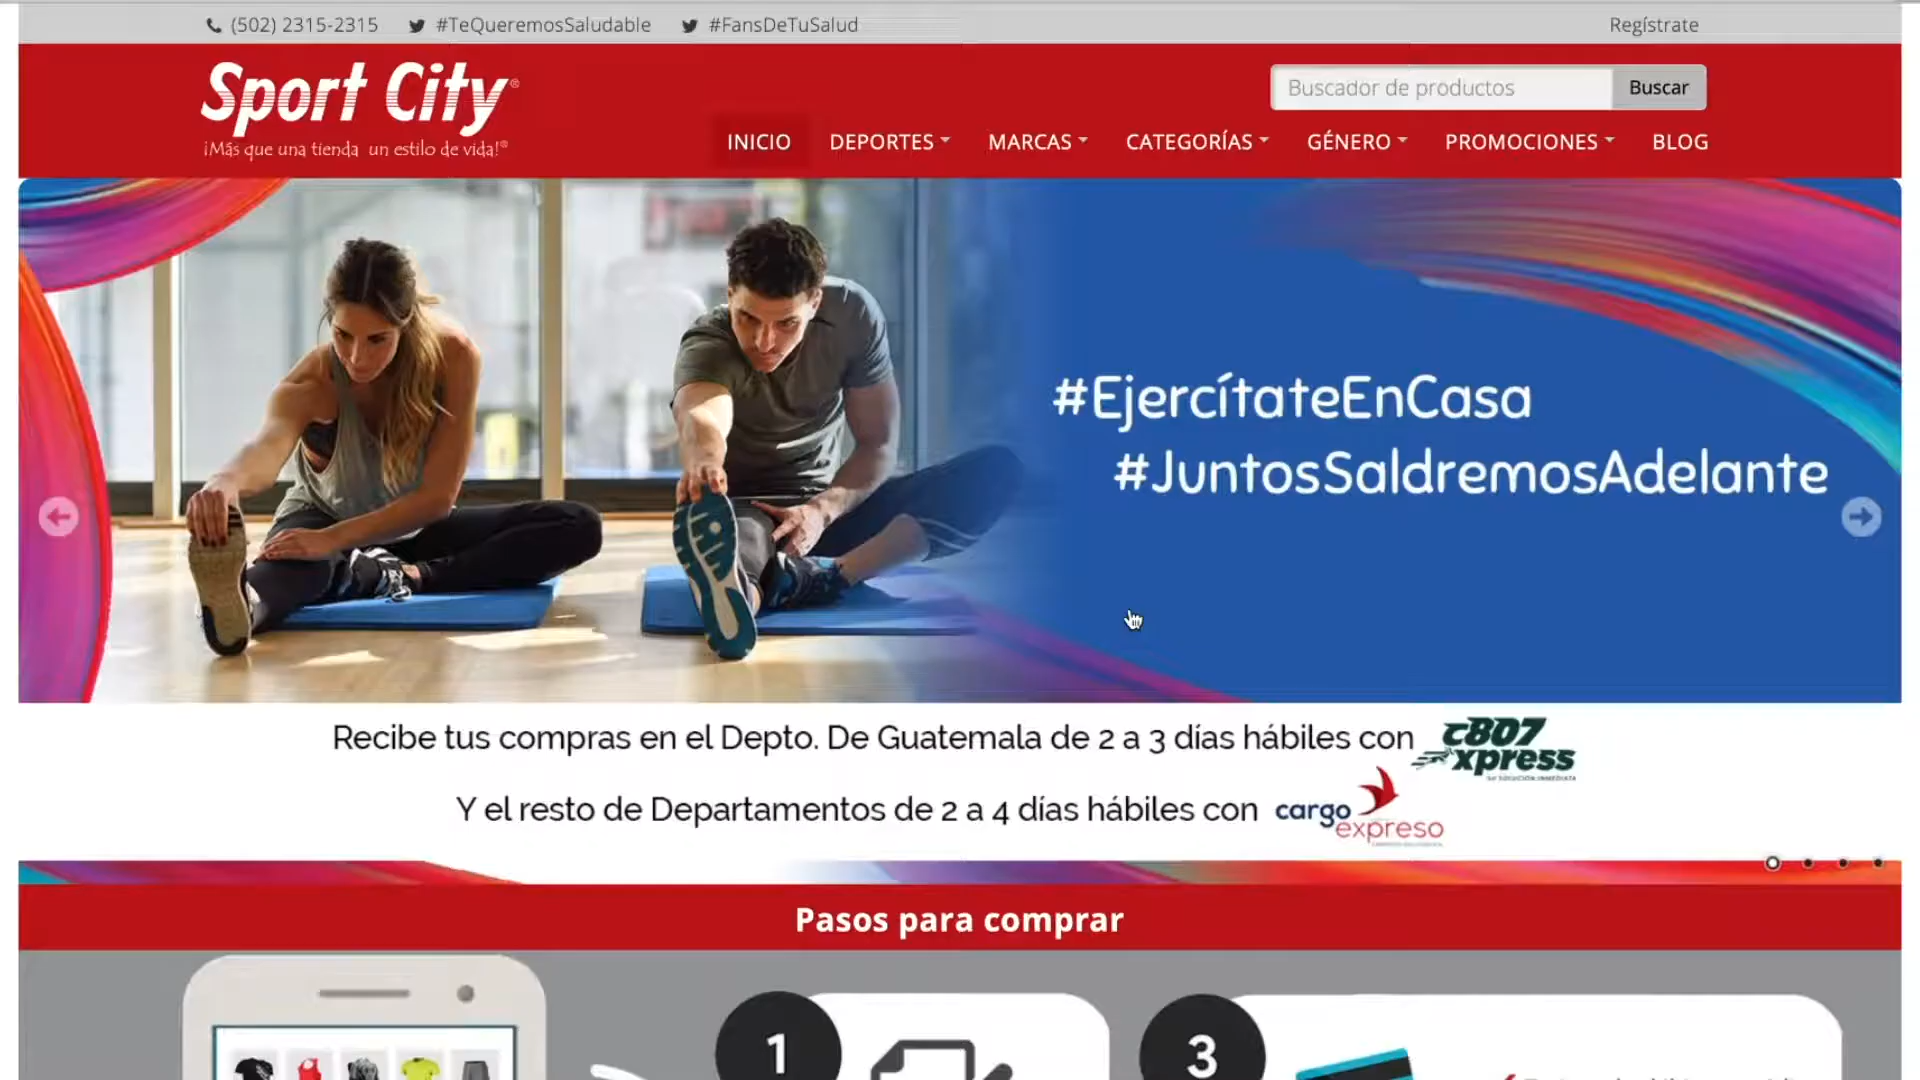 (502) 2315-2315 #TeQueremosSaludable #FansDeTuSalud Regístrate
Sport City®
¡Más que una tienda un estilo de vida!®
Buscador de productos Buscar
INICIO DEPORTES MARCAS CATEGORÍAS GÉNERO PROMOCIONES BLOG
#EjercítateEnCasa
#JuntosSaldremosAdelante
Recibe tus compras en el Depto. De Guatemala de 2 a 3 días hábiles con c807 xpress
Y el resto de Departamentos de 2 a 4 días hábiles con cargo expreso
Pasos para comprar
1 3